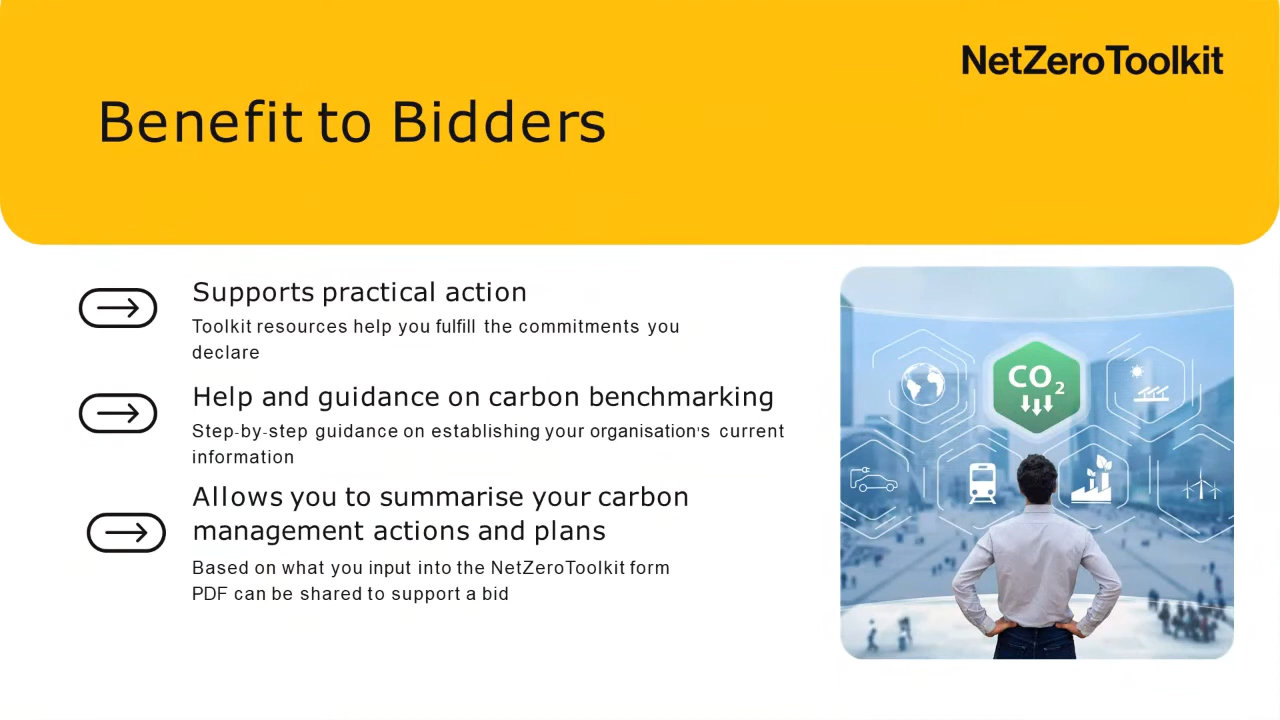 NetZeroToolkit
Benefit to Bidders
Supports practical action
Toolkit resources help you fulfill the commitments you
declare
Help and guidance on carbon benchmarking
Step-by-step guidance on establishing your organisation's current
information
Allows you to summarise your carbon
management actions and plans
Based on what you input into the NetZeroToolkit form
PDF can be shared to support a bid
CO2